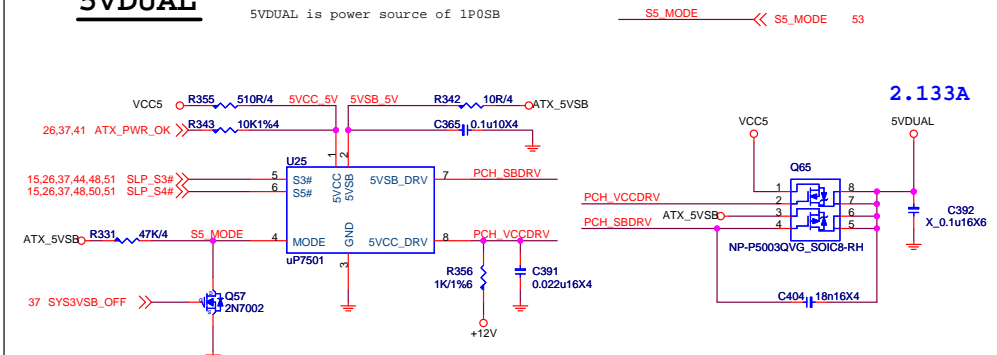 5VDUAL
5VDUAL is power source of 1P0SB
S5_MODE
S5_MODE 53
2.133A
VCC5
R355 510R/4
5VCC_5V
5VSB_5V
R342 10R/4
ATX_5VSB
26,37,41 ATX_PWR_OK
R343 10K1%4
C365 0.1u10X4
1
2
U25
15,26,37,44,48,51 SLP_S3#
5
S3#
15,26,37,48,50,51 SLP_S4#
6
S5#
5VCC
5VSB
5VSB_DRV
7
PCH_SBDRV
ATX_5VSB
R331 47K/4
S5_MODE
4
MODE
GND
5VCC_DRV
8
PCH_VCCDRV
uP7501
3
37 SYS3VSB_OFF
Q57
2N7002
R356
1K/1%6
C391
0.022u16X4
+12V
VCC5
5VDUAL
Q65
1
8
PCH_VCCDRV
2
7
ATX_5VSB
3
6
PCH_SBDRV
4
5
NP-P5003QVG_SOIC8-RH
C392
X_0.1u16X6
C404 18n16X4